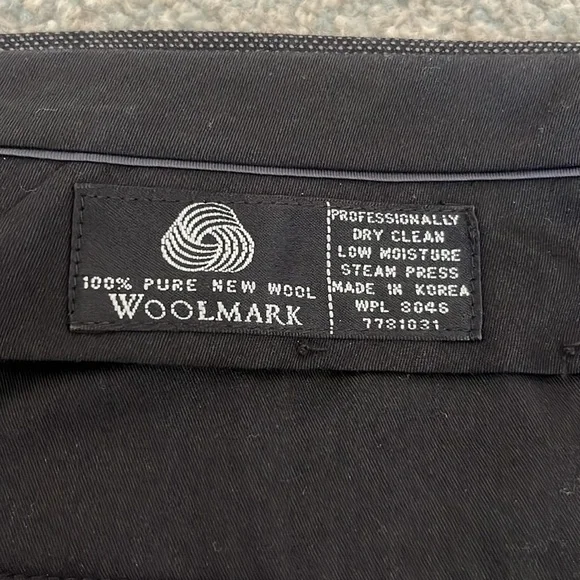 100% PURE NEW WOOL
WOOLMARK
PROFESSIONALLY
DRY CLEAN
LOW MOISTURE
STEAM PRESS
MADE IN KOREA
WPL 8046
7781031